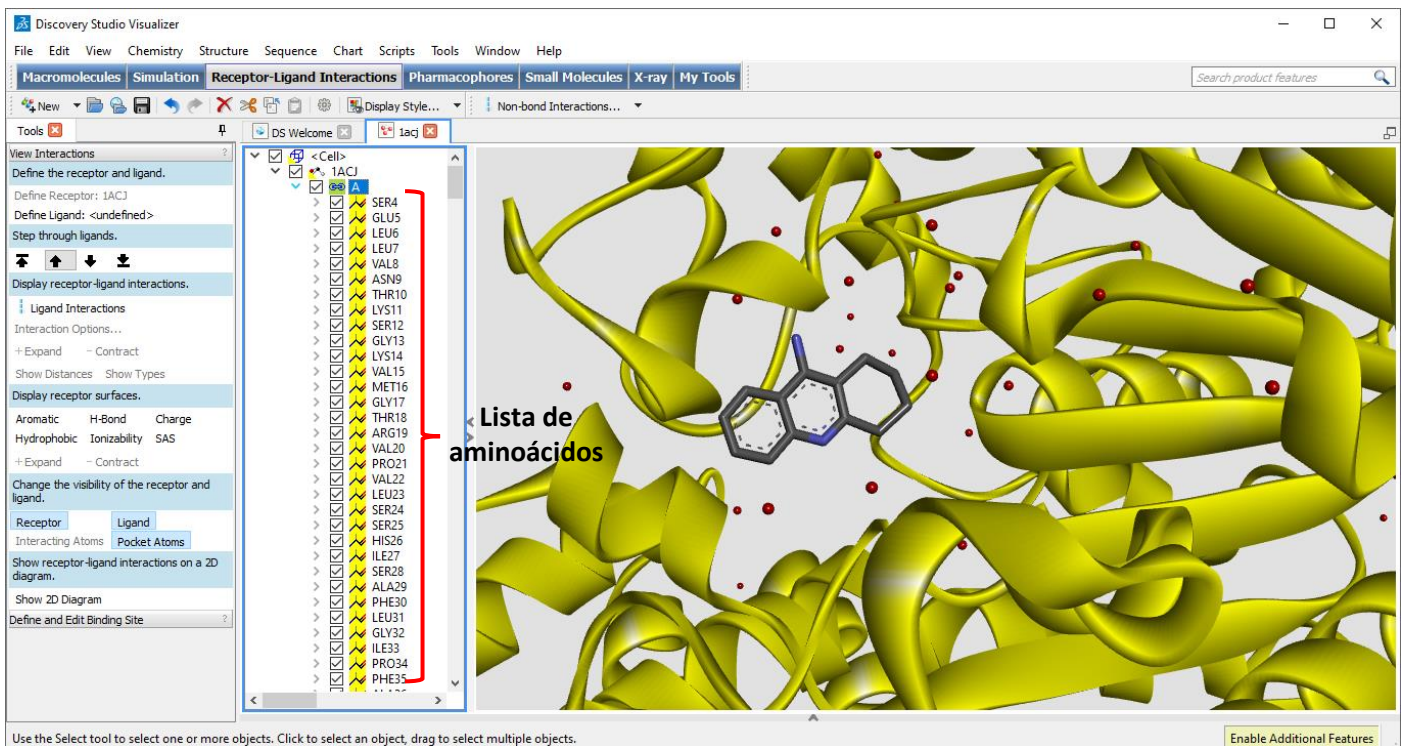 Discovery Studio Visualizer
File Edit View Chemistry Structure Sequence Chart Scripts Tools Window Help
Macromolecules Simulation Receptor-Ligand Interactions Pharmacophores Small Molecules X-ray My Tools
Search product features
New Display Style... Non-bond Interactions...
Tools
DS Welcome 1acj
View Interactions ?
Define the receptor and ligand.
Define Receptor: 1ACJ
Define Ligand: <undefined>
Step through ligands.
Display receptor-ligand interactions.
Ligand Interactions
Interaction Options...
+Expand - Contract
Show Distances Show Types
Display receptor surfaces.
Aromatic H-Bond Charge
Hydrophobic Ionizability SAS
+Expand - Contract
Change the visibility of the receptor and
ligand.
Receptor Ligand
Interacting Atoms Pocket Atoms
Show receptor-ligand interactions on a 2D
diagram.
Show 2D Diagram
Define and Edit Binding Site ?
<Cell>
1ACJ
A
SER4
GLU5
LEU6
LEU7
VAL8
ASN9
THR10
LYS11
SER12
GLY13
LYS14
VAL15
MET16
GLY17
THR18
ARG19
VAL20
PRO21
VAL22
LEU23
SER24
SER25
HIS26
ILE27
SER28
ALA29
PHE30
LEU31
GLY32
ILE33
PRO34
PHE35
Lista de
aminoácidos
Use the Select tool to select one or more objects. Click to select an object, drag to select multiple objects.
Enable Additional Features